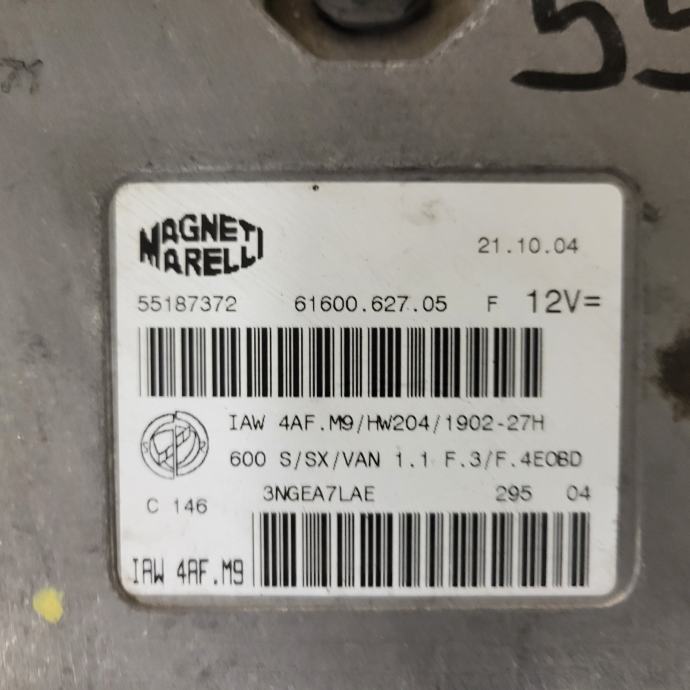 55
MAGNETI
MARELLI
21.10.04
55187372 61600.627.05 F 12V=
IAW 4AF.M9/HW204/1902-27H
600 S/SX/VAN 1.1 F.3/F.4EOBD
3NGEA7LAE 295 04
C 146
IAW 4AF.M9